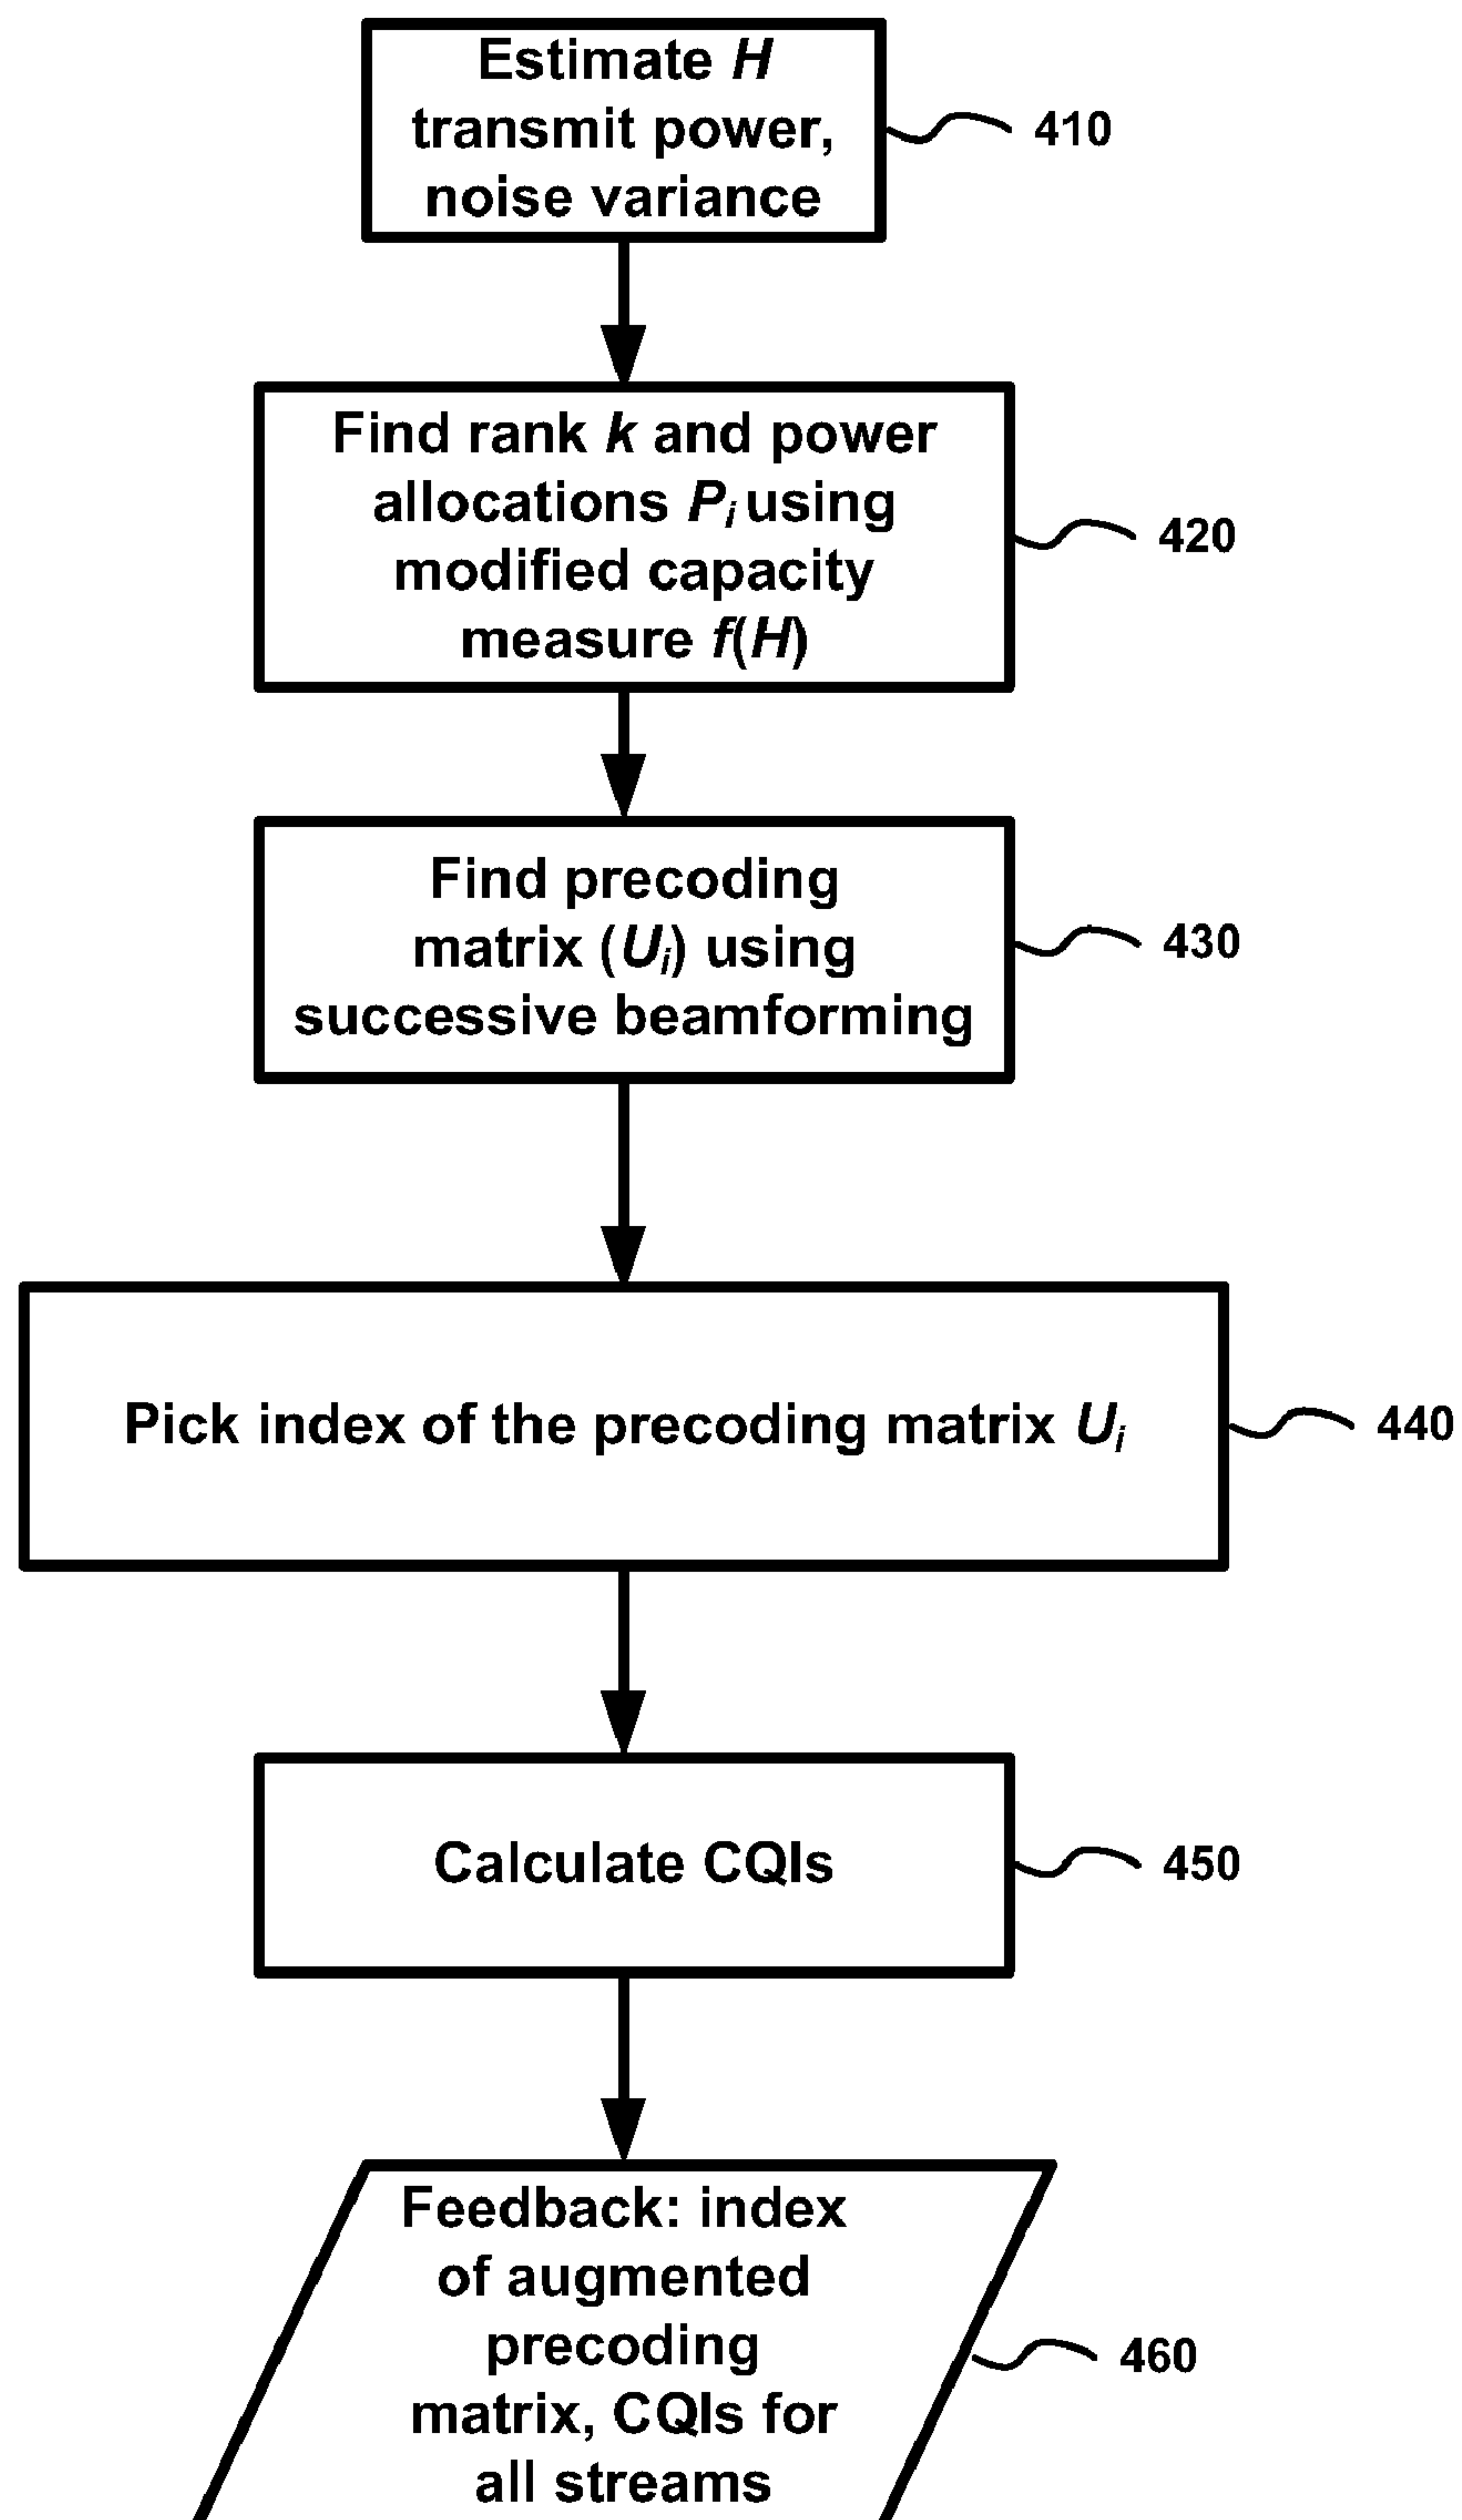 Estimate H
transmit power,
noise variance
410
Find rank k and power
allocations Pi using
modified capacity
measure f(H)
420
Find precoding
matrix (Ui) using
successive beamforming
430
Pick index of the precoding matrix Ui
440
Calculate CQIs
450
Feedback: index
of augmented
precoding
matrix, CQIs for
all streams
460